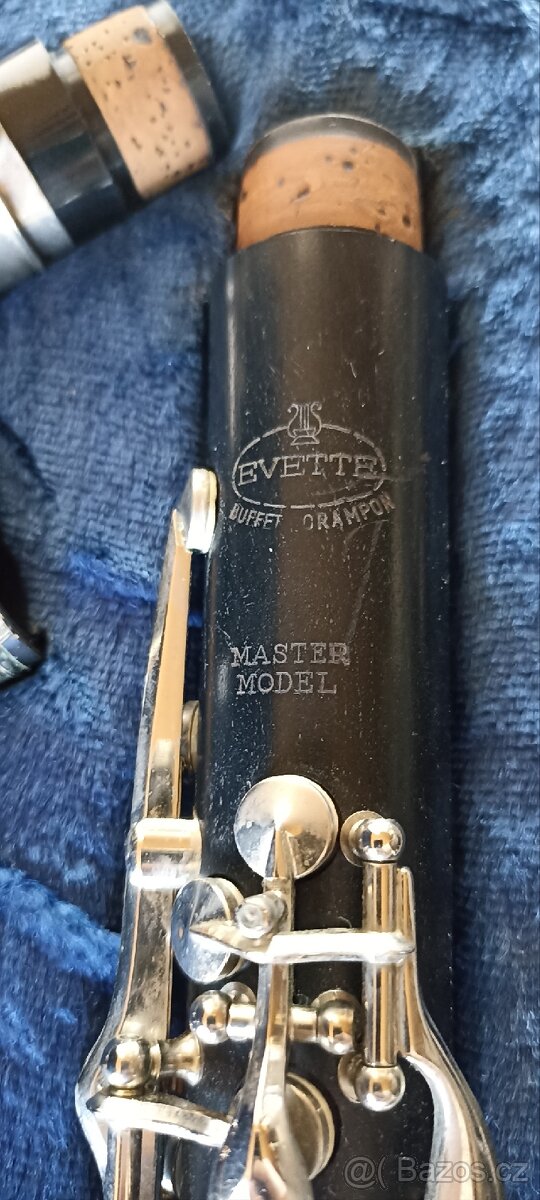 EVETTE
BUFFET CRAMPON
MASTER
MODEL
@( Bazos.cz